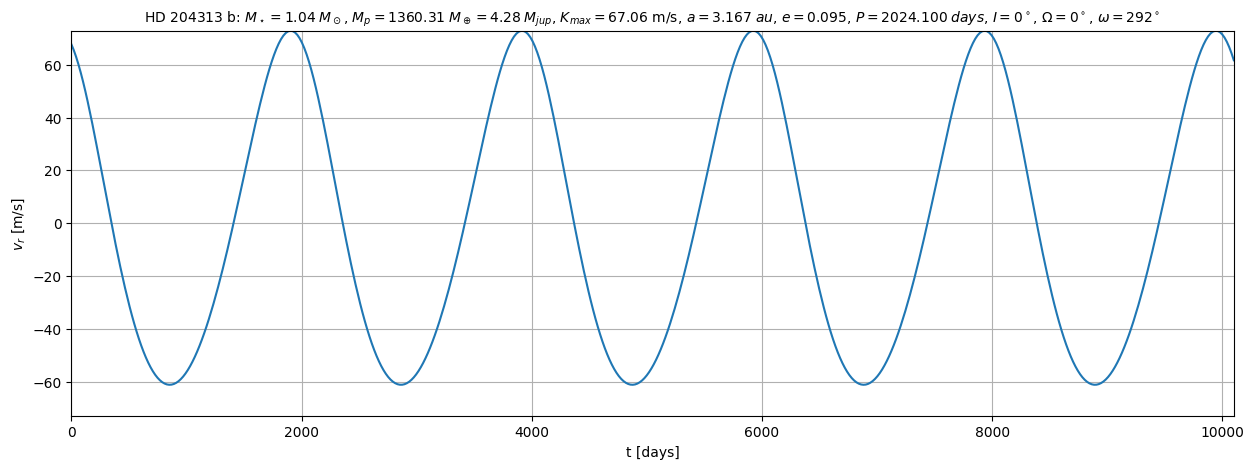 HD 204313 b: M⋆ = 1.04 M⊙, Mp = 1360.31 M⊕ = 4.28 Mjup, Kmax = 67.06 m/s, a = 3.167 au, e = 0.095, P = 2024.100 days, I = 0°, Ω = 0°, ω = 292°
60
40
20
0
−20
−40
−60
vr [m/s]
0 2000 4000 6000 8000 10000
t [days]